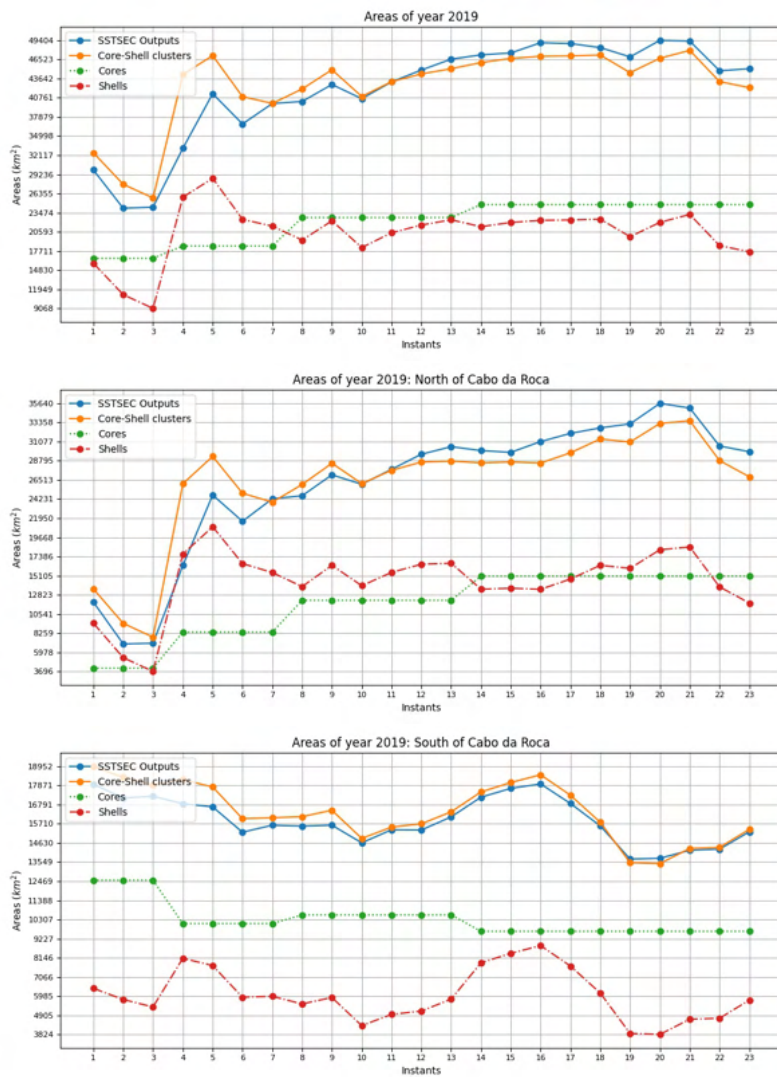 Areas of year 2019
SSTSEC Outputs
Core-Shell clusters
Cores
Shells
Areas (km²)
49404
46523
43642
40761
37879
34998
32117
29236
26355
23474
20593
17711
14830
11949
9068
1 2 3 4 5 6 7 8 9 10 11 12 13 14 15 16 17 18 19 20 21 22 23
Instants
Areas of year 2019: North of Cabo da Roca
SSTSEC Outputs
Core-Shell clusters
Cores
Shells
Areas (km²)
35640
33358
31077
28795
26513
24231
21950
19668
17386
15105
12823
10541
8259
5978
3696
1 2 3 4 5 6 7 8 9 10 11 12 13 14 15 16 17 18 19 20 21 22 23
Instants
Areas of year 2019: South of Cabo da Roca
SSTSEC Outputs
Core-Shell clusters
Cores
Shells
Areas (km²)
18952
17871
16791
15710
14630
13549
12469
11388
10307
9227
8146
7066
5985
4905
3824
1 2 3 4 5 6 7 8 9 10 11 12 13 14 15 16 17 18 19 20 21 22 23
Instants